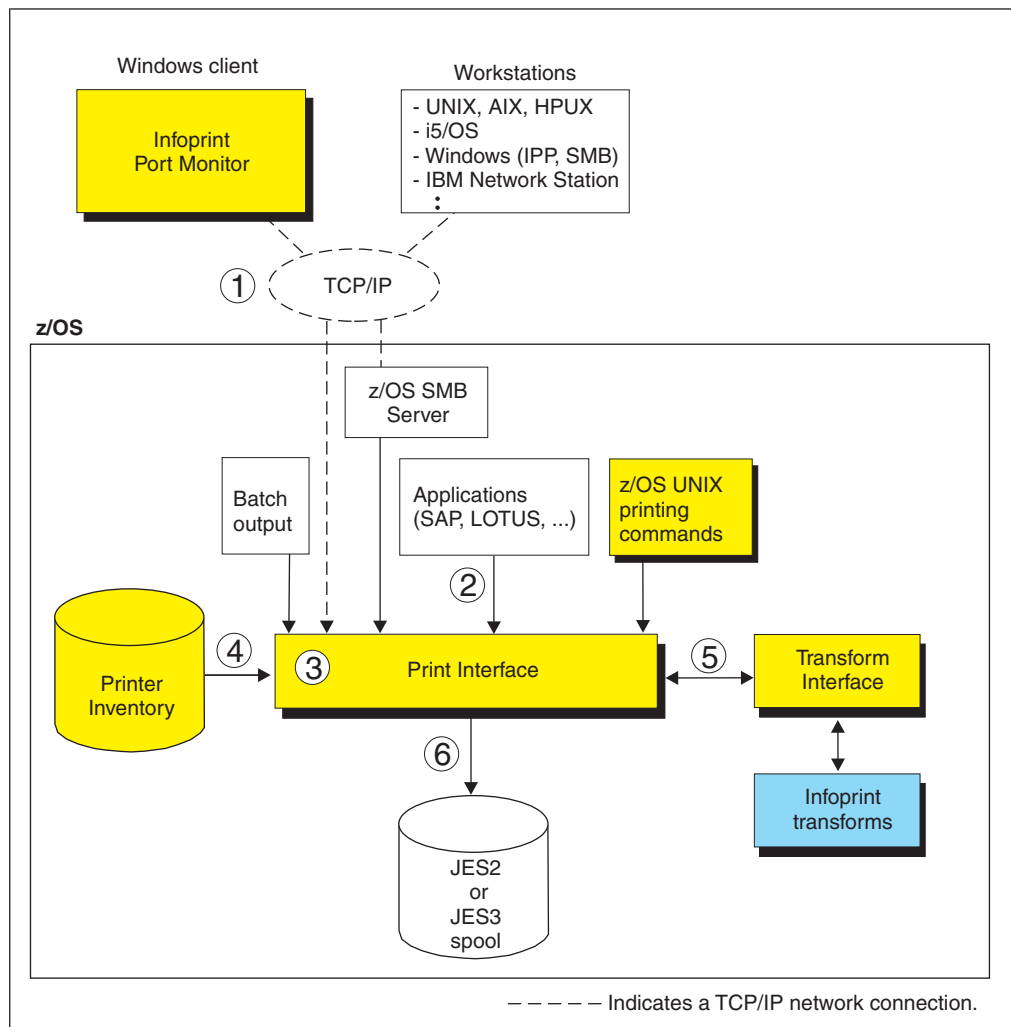 Windows client
Workstations
Infoprint
Port Monitor
- UNIX, AIX, HPUX
- i5/OS
- Windows (IPP, SMB)
- IBM Network Station
:
1
TCP/IP
z/OS
z/OS SMB
Server
Batch
output
Applications
(SAP, LOTUS, ...)
z/OS UNIX
printing
commands
2
Printer
Inventory
4
3
Print Interface
5
Transform
Interface
6
Infoprint
transforms
JES2
or
JES3
spool
----- Indicates a TCP/IP network connection.